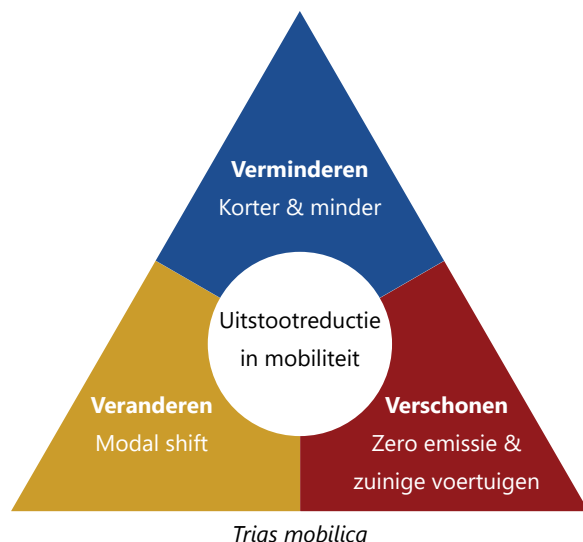 Verminderen
Korter & minder
Uitstootreductie
in mobiliteit
Veranderen
Modal shift
Verschonen
Zero emissie &
zuinige voertuigen
Trias mobilica